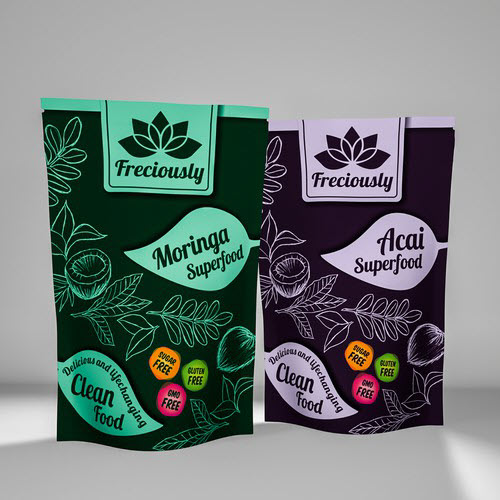 Freciously
Moringa
Superfood
SUGAR
FREE
GLUTEN
FREE
GMO
FREE
Delicious and lifechanging
Clean
Food
Freciously
Acai
Superfood
SUGAR
FREE
GLUTEN
FREE
GMO
FREE
Delicious and lifechanging
Clean
Food